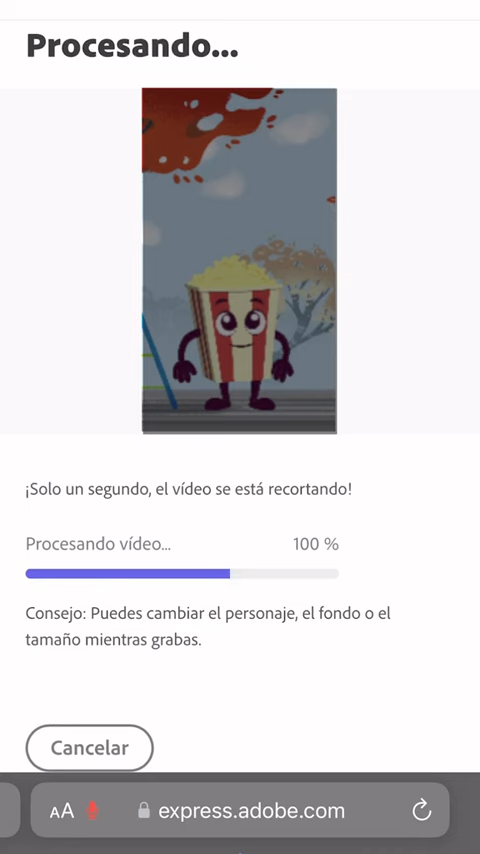 Procesando...
¡Solo un segundo, el vídeo se está recortando!
Procesando vídeo... 100 %
Consejo: Puedes cambiar el personaje, el fondo o el
tamaño mientras grabas.
Cancelar
AA express.adobe.com